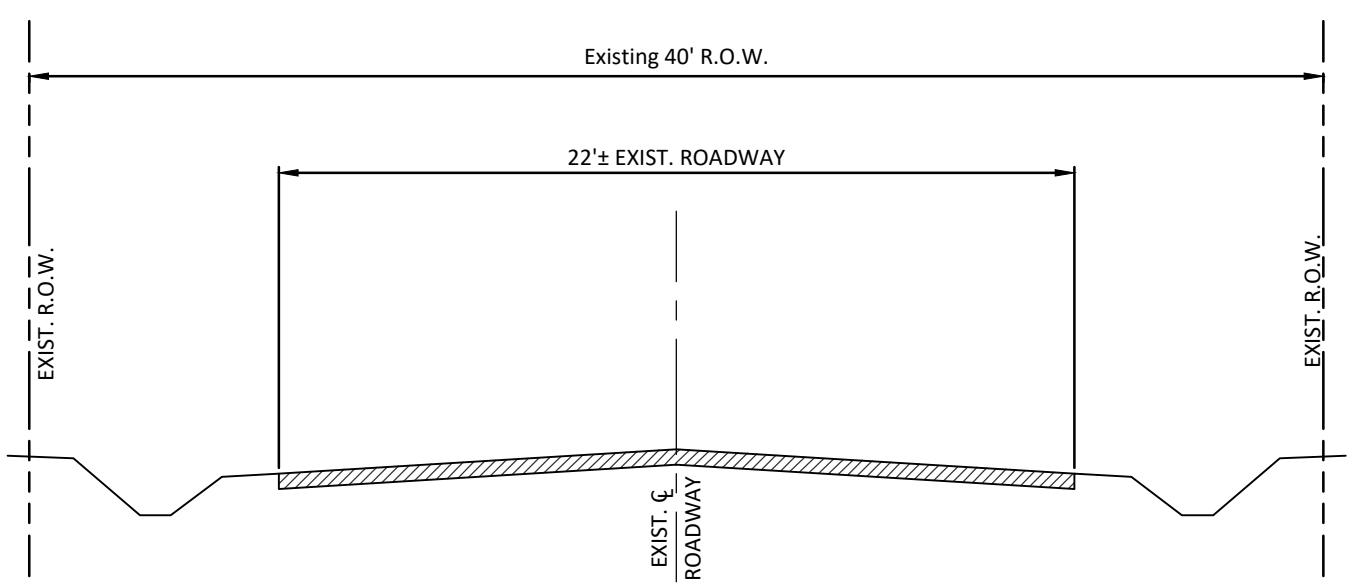 Existing 40' R.O.W.
22'± EXIST. ROADWAY
EXIST. R.O.W.
EXIST. R.O.W.
EXIST. ℄
ROADWAY